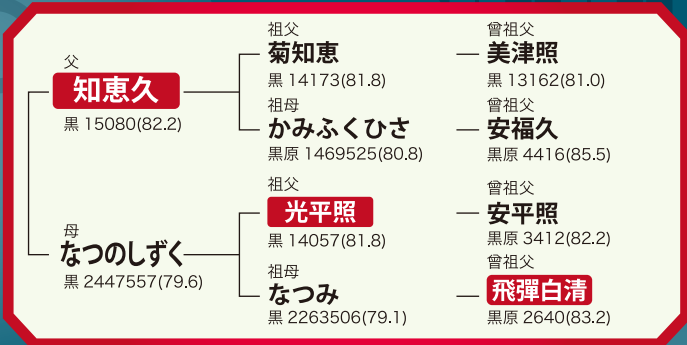 父
知恵久
黒 15080(82.2)
祖父
菊知恵
黒 14173(81.8)
曾祖父
美津照
黒 13162(81.0)
祖母
かみふくひさ
黒原 1469525(80.8)
曾祖父
安福久
黒原 4416(85.5)
母
なつのしずく
黒 2447557(79.6)
祖父
光平照
黒 14057(81.8)
曾祖父
安平照
黒原 3412(82.2)
祖母
なつみ
黒 2263506(79.1)
曾祖父
飛彈白清
黒原 2640(83.2)